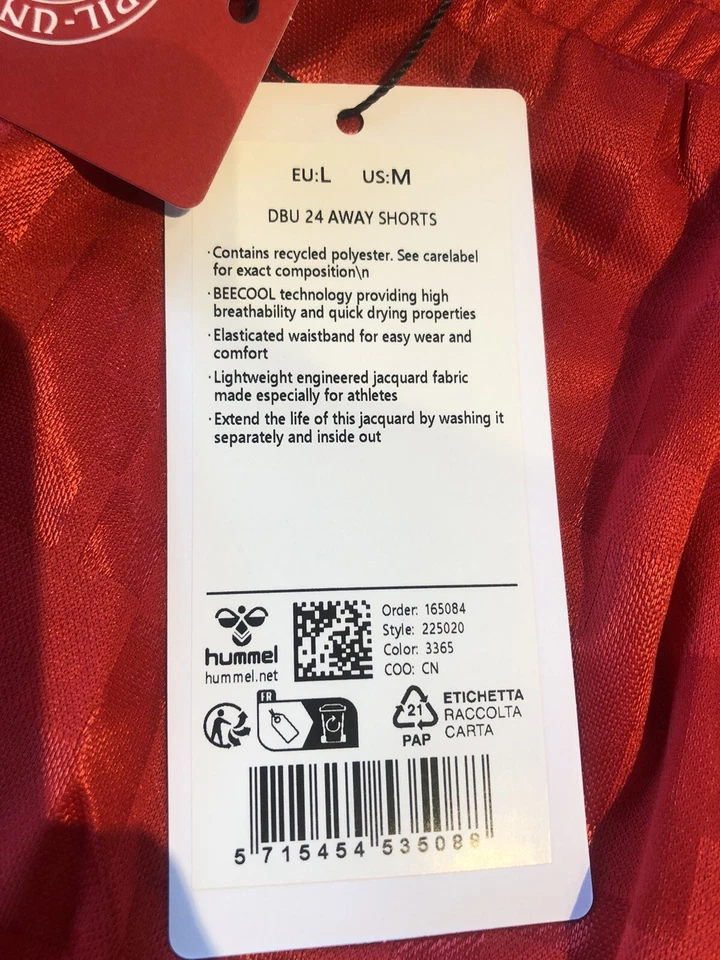 PIL-UN
EU:L US:M
DBU 24 AWAY SHORTS
· Contains recycled polyester. See carelabel
for exact composition\n
· BEECOOL technology providing high
breathability and quick drying properties
· Elasticated waistband for easy wear and
comfort
· Lightweight engineered jacquard fabric
made especially for athletes
· Extend the life of this jacquard by washing it
separately and inside out
hummel
hummel.net
Order: 165084
Style: 225020
Color: 3365
COO: CN
FR
21
PAP
ETICHETTA
RACCOLTA
CARTA
5 715454 535088